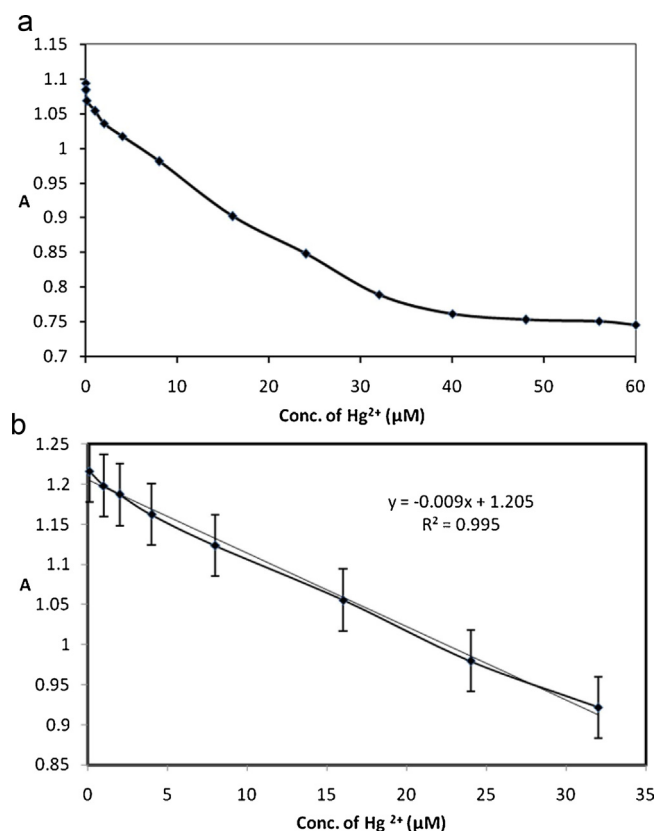 a
1.15
1.1
1.05
1
0.95
A
0.9
0.85
0.8
0.75
0.7
0 10 20 30 40 50 60
Conc. of Hg²⁺ (µM)
b
1.25
1.2
y = -0.009x + 1.205
R² = 0.995
1.15
1.1
1.05
A
1
0.95
0.9
0.85
0 5 10 15 20 25 30 35
Conc. of Hg ²⁺ (µM)